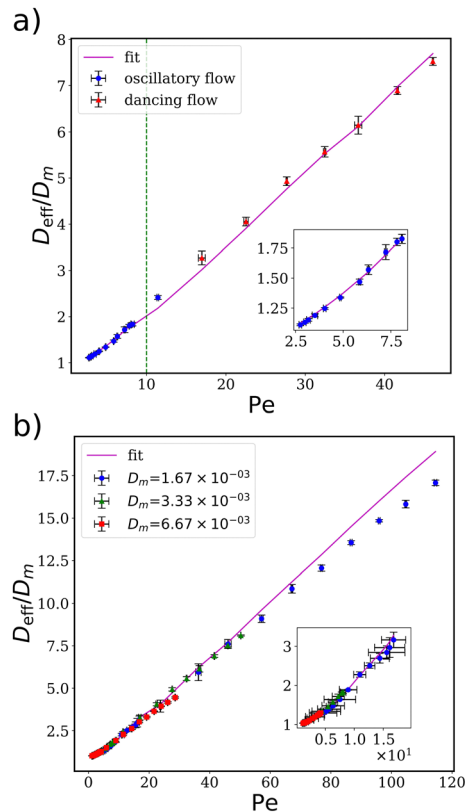 a)
8
7
6
5
4
3
2
1
D_eff/D_m
fit
oscillatory flow
dancing flow
1.75
1.50
1.25
2.5 5.0 7.5
10 20 30 40
Pe
b)
17.5
15.0
12.5
10.0
7.5
5.0
2.5
D_eff/D_m
fit
D_m=1.67 × 10^{-03}
D_m=3.33 × 10^{-03}
D_m=6.67 × 10^{-03}
3
2
1
0.5 1.0 1.5
×10^1
0 20 40 60 80 100 120
Pe